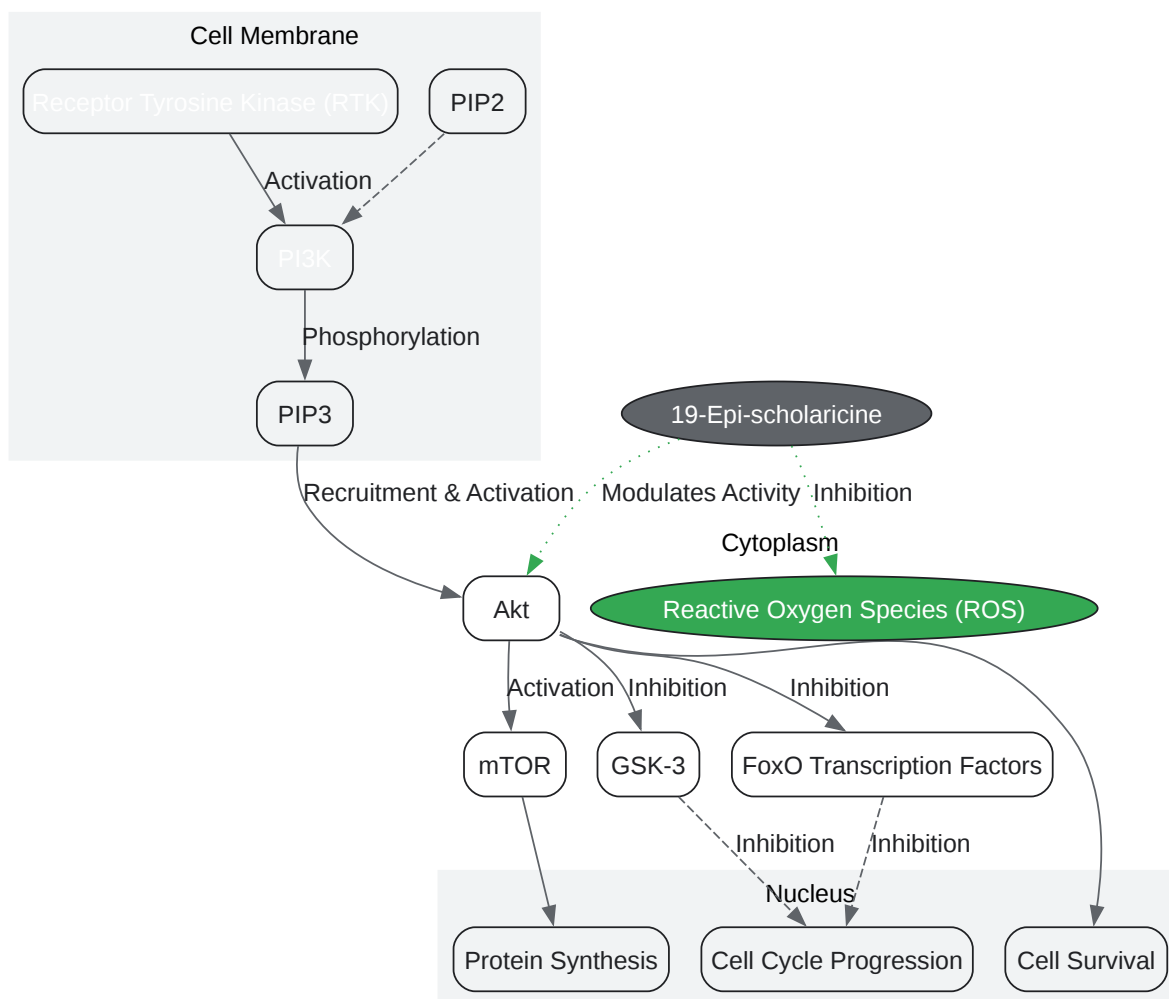 Cell Membrane
Receptor Tyrosine Kinase (RTK)
PIP2
Activation
PI3K
Phosphorylation
PIP3
19-Epi-scholaricine
Recruitment & Activation
Modulates Activity
Inhibition
Cytoplasm
Akt
Reactive Oxygen Species (ROS)
Activation
Inhibition
Inhibition
mTOR
GSK-3
FoxO Transcription Factors
Inhibition
Inhibition
Nucleus
Protein Synthesis
Cell Cycle Progression
Cell Survival